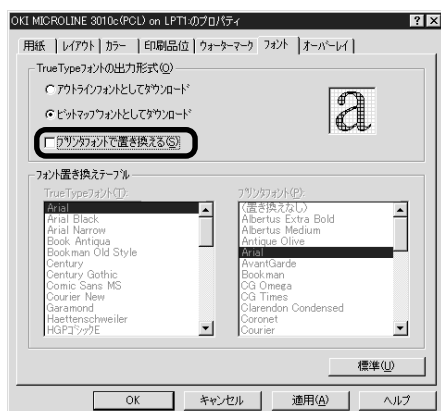 OKI MICROLINE 3010c(PCL) on LPT1:のプロパティ
用紙 レイアウト カラー 印刷品位 ウォーターマーク フォント オーバーレイ
TrueTypeフォントの出力形式(O)
アウトラインフォントとしてダウンロード
ビットマップフォントとしてダウンロード
プリンタフォントで置き換える(S)
フォント置き換えテーブル
TrueTypeフォント(T):
Arial
Arial Black
Arial Narrow
Book Antiqua
Bookman Old Style
Century
Century Gothic
Comic Sans MS
Courier New
Garamond
Haettenschweiler
HGPゴシックE
プリンタフォント(P):
(置き換えなし)
Albertus Extra Bold
Albertus Medium
Antique Olive
Arial
AvantGarde
Bookman
CG Omega
CG Times
Clarendon Condensed
Coronet
Courier
標準(U)
OK キャンセル 適用(A) ヘルプ